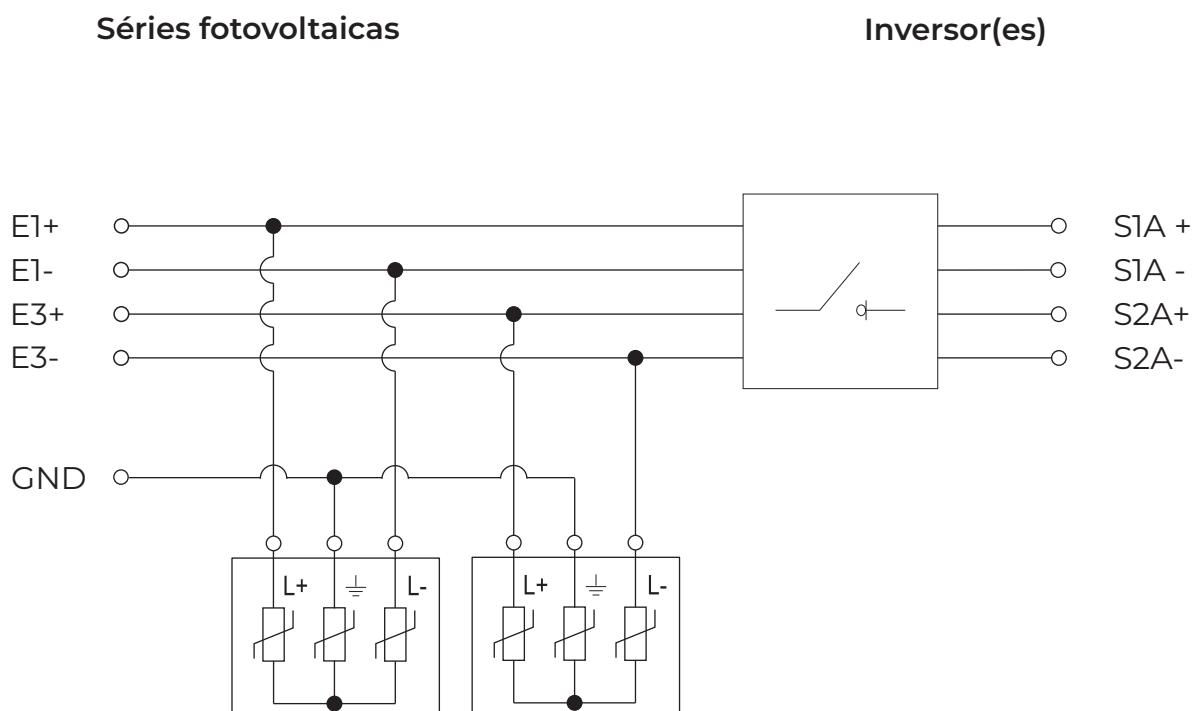 Séries fotovoltaicas
Inversor(es)
E1+
S1A +
E1-
S1A -
E3+
S2A+
E3-
S2A-
GND
L+
L-
L+
L-